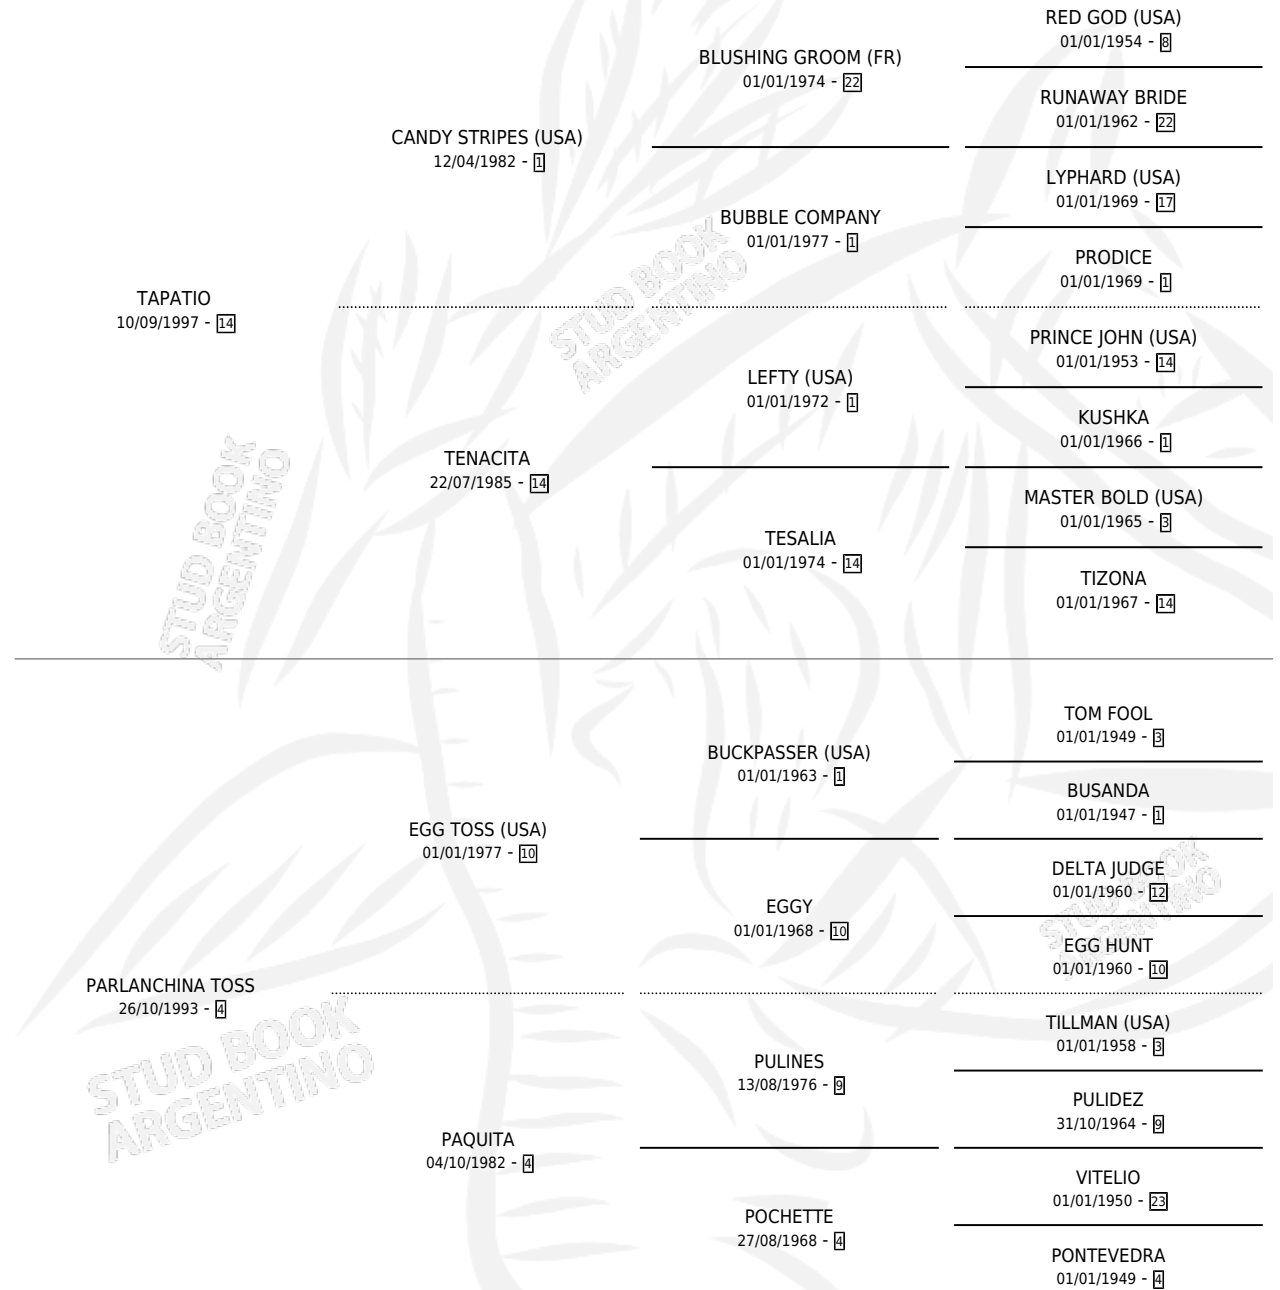 RED GOD (USA)
01/01/1954 - 8
BLUSHING GROOM (FR)
01/01/1974 - 22
RUNAWAY BRIDE
01/01/1962 - 22
CANDY STRIPES (USA)
12/04/1982 - 1
LYPHARD (USA)
01/01/1969 - 17
BUBBLE COMPANY
01/01/1977 - 1
PRODICE
01/01/1969 - 1
TAPATIO
10/09/1997 - 14
STUD BOOK
ARGENTINO
PRINCE JOHN (USA)
01/01/1953 - 14
LEFTY (USA)
01/01/1972 - 1
KUSHKA
01/01/1966 - 1
TENACITA
22/07/1985 - 14
MASTER BOLD (USA)
01/01/1965 - 3
TESALIA
01/01/1974 - 14
TIZONA
01/01/1967 - 14
STUD BOOK
ARGENTINO
TOM FOOL
01/01/1949 - 3
BUCKPASSER (USA)
01/01/1963 - 1
BUSANDA
01/01/1947 - 1
EGG TOSS (USA)
01/01/1977 - 10
DELTA JUDGE
01/01/1960 - 12
EGGY
01/01/1968 - 10
STUD BOOK
ARGENTINO
EGG HUNT
01/01/1960 - 10
PARLANCHINA TOSS
26/10/1993 - 4
STUD BOOK
ARGENTINO
TILLMAN (USA)
01/01/1958 - 3
PULINES
13/08/1976 - 9
PULIDEZ
31/10/1964 - 9
PAQUITA
04/10/1982 - 4
VITELIO
01/01/1950 - 23
POCHETTE
27/08/1968 - 4
PONTEVEDRA
01/01/1949 - 4